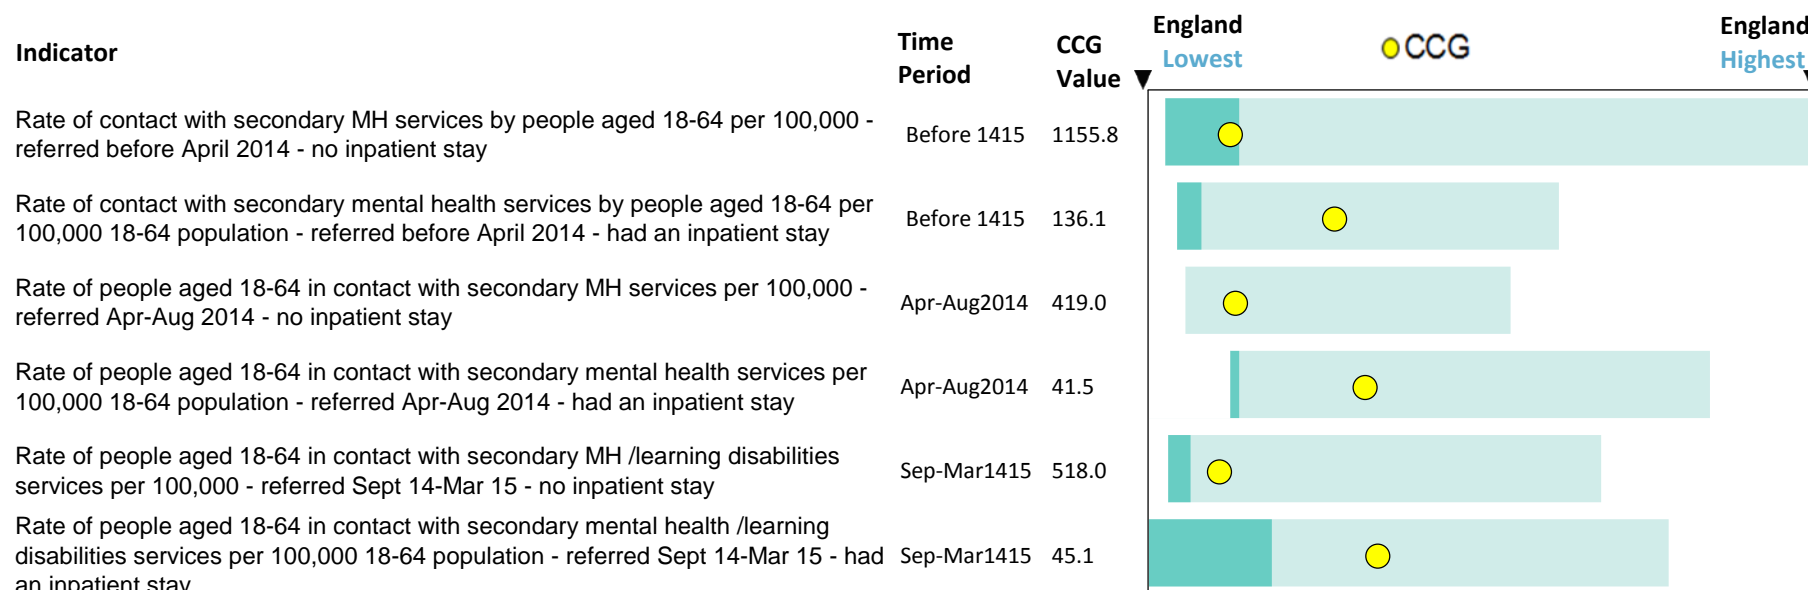 Indicator
Time Period
CCG Value
England Lowest
CCG
England Highest
Rate of contact with secondary MH services by people aged 18-64 per 100,000 -
referred before April 2014 - no inpatient stay
Before 1415 1155.8
Rate of contact with secondary mental health services by people aged 18-64 per
100,000 18-64 population - referred before April 2014 - had an inpatient stay
Before 1415 136.1
Rate of people aged 18-64 in contact with secondary MH services per 100,000 -
referred Apr-Aug 2014 - no inpatient stay
Apr-Aug2014 419.0
Rate of people aged 18-64 in contact with secondary mental health services per
100,000 18-64 population - referred Apr-Aug 2014 - had an inpatient stay
Apr-Aug2014 41.5
Rate of people aged 18-64 in contact with secondary MH /learning disabilities
services per 100,000 - referred Sept 14-Mar 15 - no inpatient stay
Sep-Mar1415 518.0
Rate of people aged 18-64 in contact with secondary mental health /learning
disabilities services per 100,000 18-64 population - referred Sept 14-Mar 15 - had
an inpatient stay
Sep-Mar1415 45.1